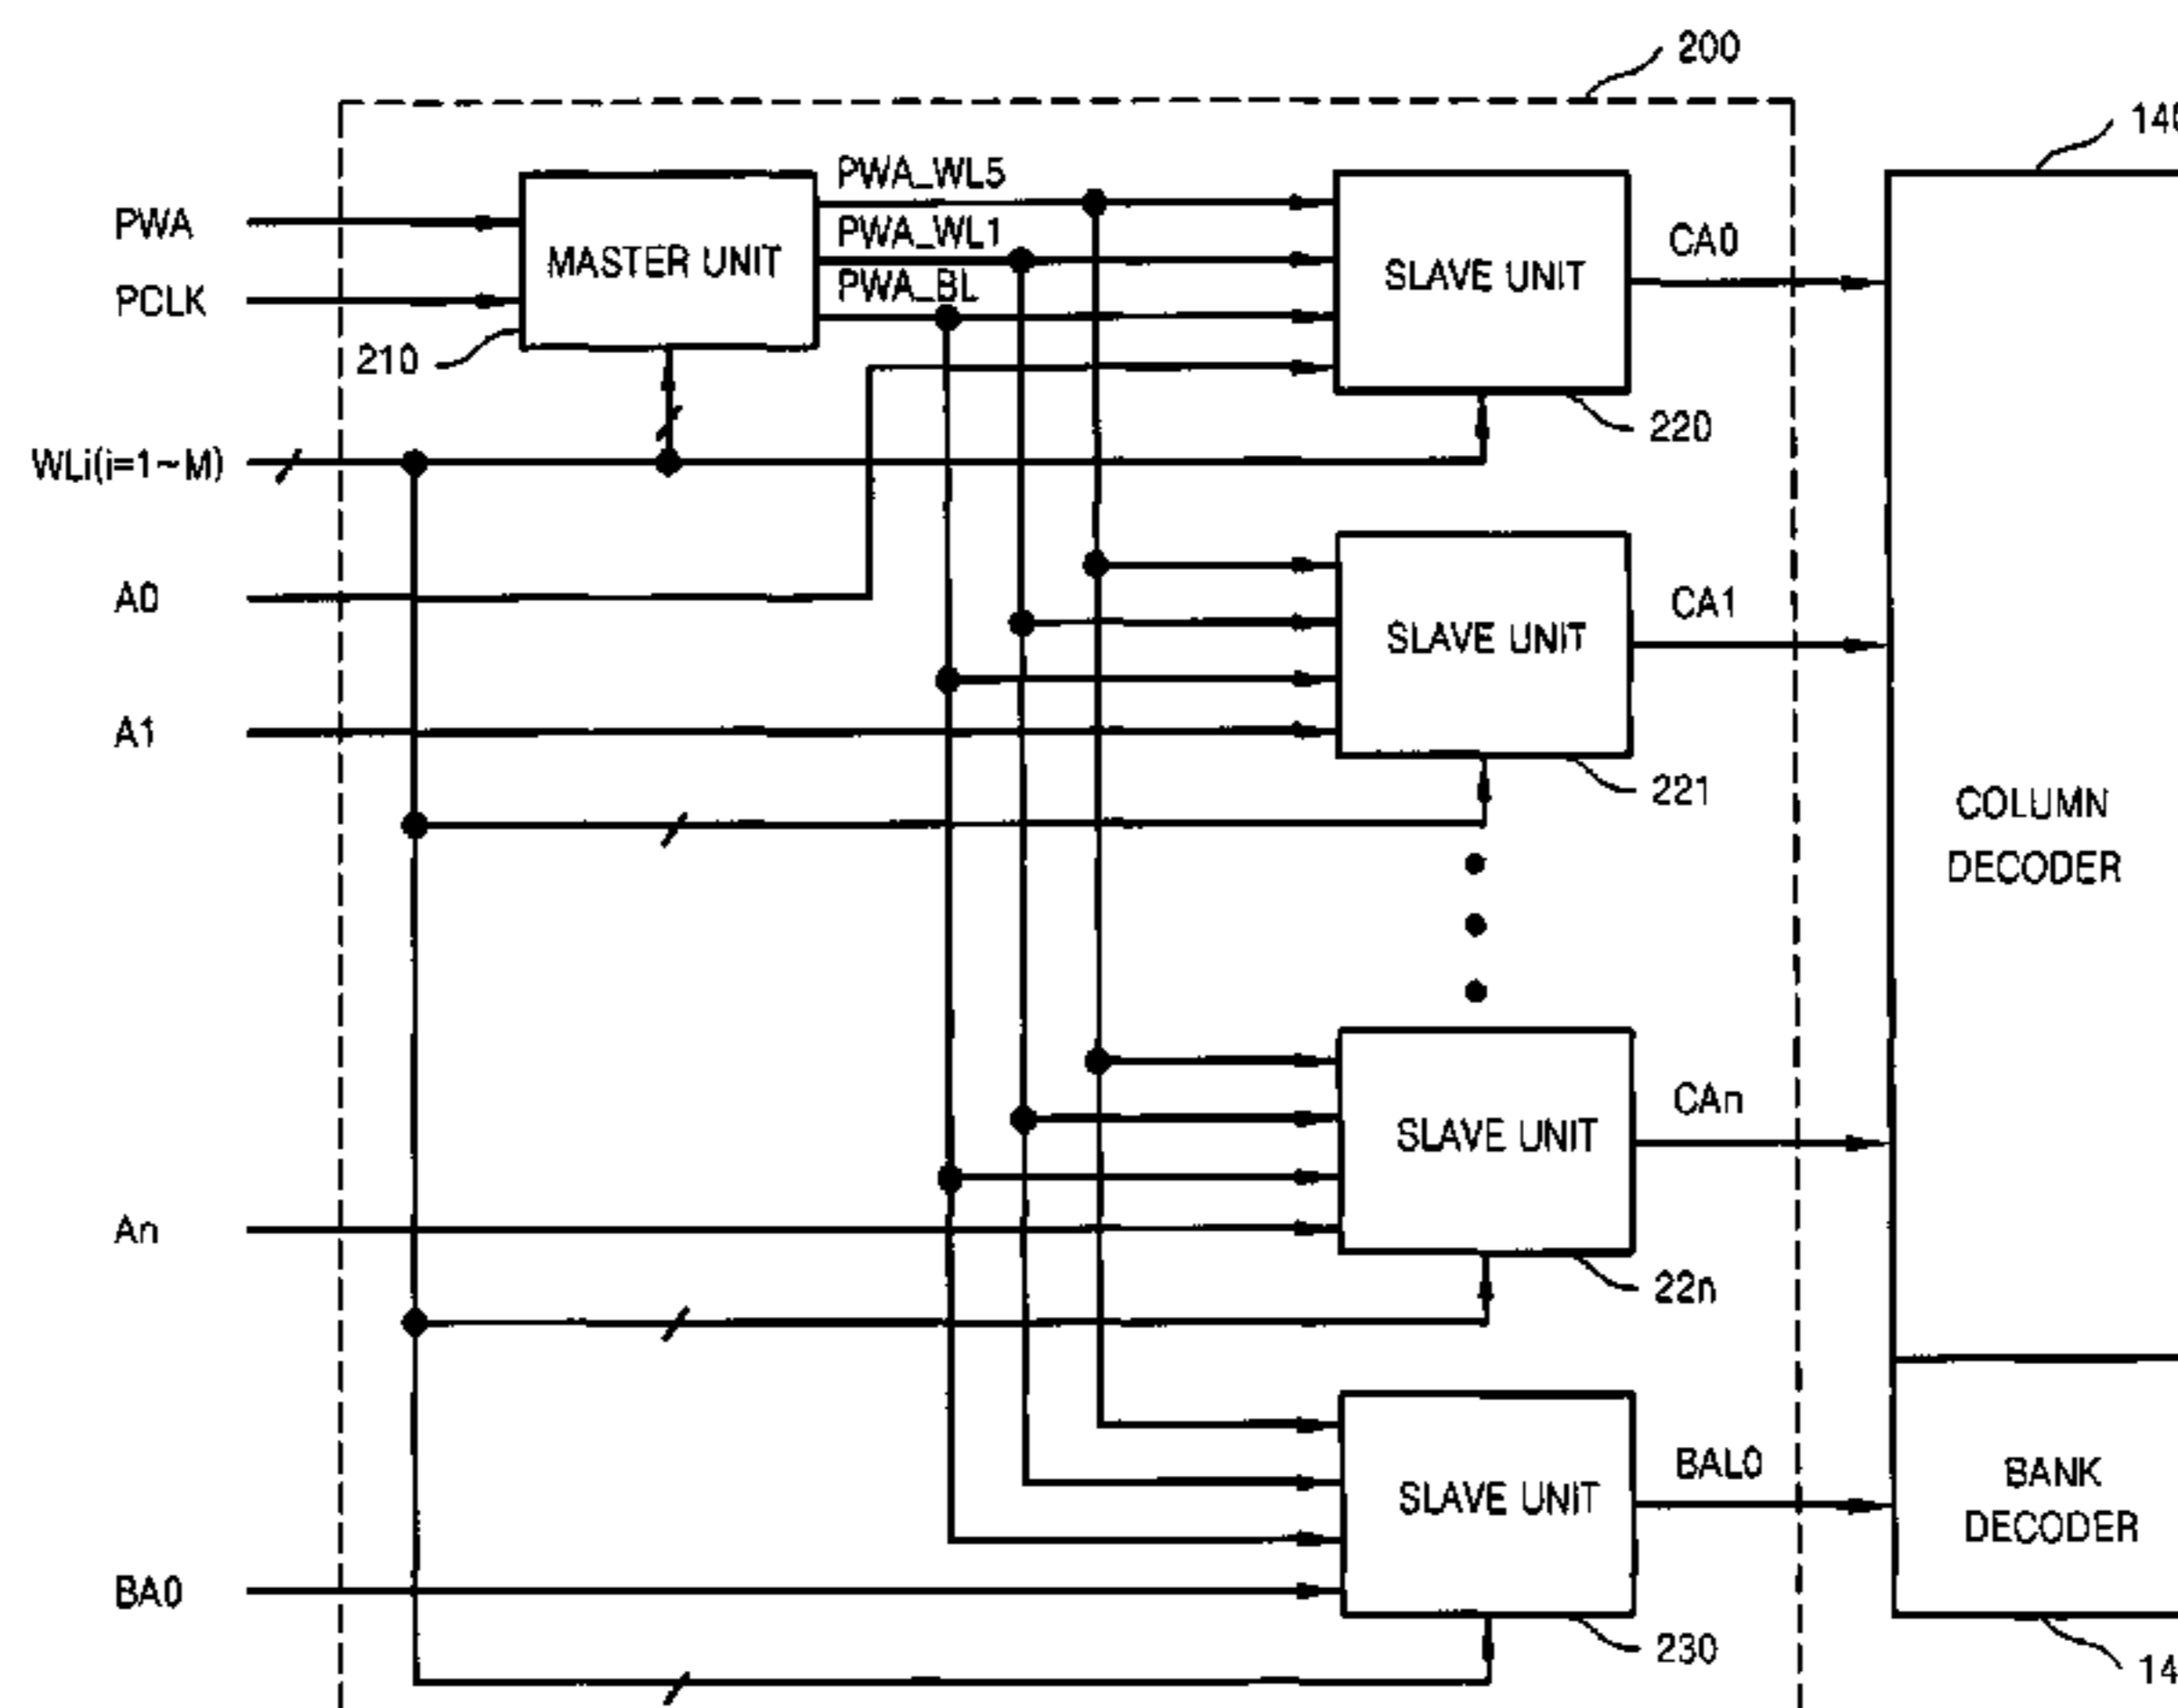 200
140
PWA_WL5
PWA
PWA_WL1
MASTER UNIT
SLAVE UNIT
CA0
PWA_BL
PCLK
210
220
WLi(i=1~M)
A0
CA1
SLAVE UNIT
A1
221
COLUMN
DECODER
CAn
SLAVE UNIT
An
22n
BAL0
BANK
SLAVE UNIT
DECODER
BA0
230